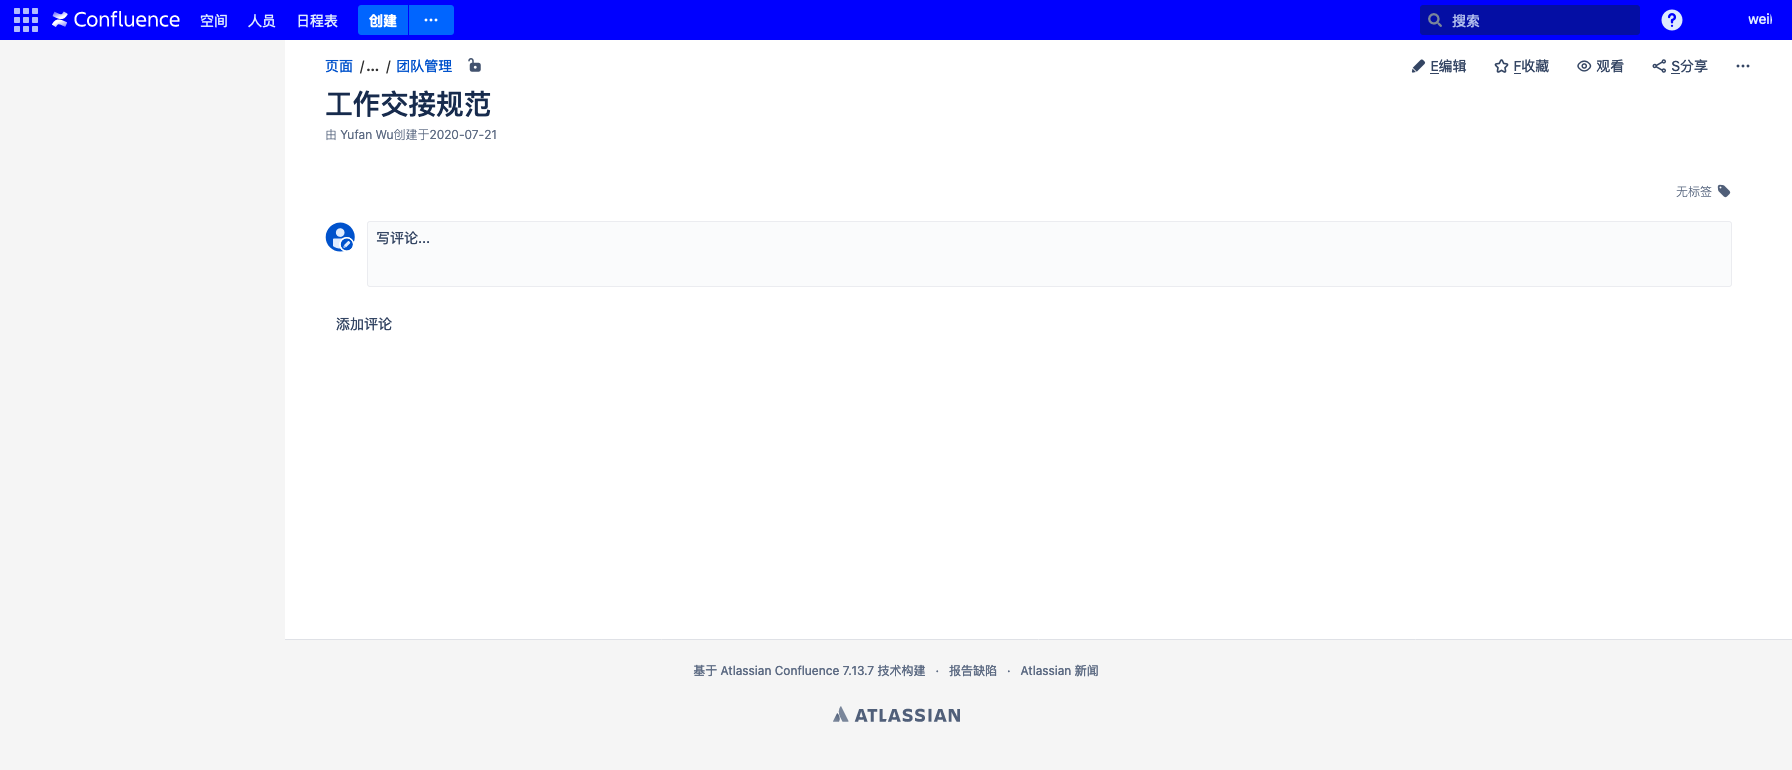 Confluence 空间 人员 日程表 创建 ··· 搜索 ? wei
页面 /... / 团队管理 E编辑 F收藏 观看 S分享 ···
工作交接规范
由 Yufan Wu创建于2020-07-21
无标签
写评论...
添加评论
基于 Atlassian Confluence 7.13.7 技术构建 · 报告缺陷 · Atlassian 新闻
ATLASSIAN